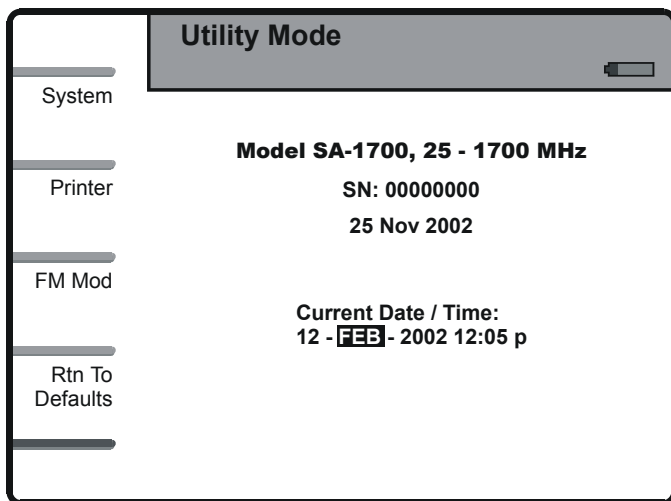 Utility Mode
System
Printer
FM Mod
Rtn To
Defaults
Model SA-1700, 25 - 1700 MHz
SN: 00000000
25 Nov 2002
Current Date / Time:
12 - FEB - 2002 12:05 p